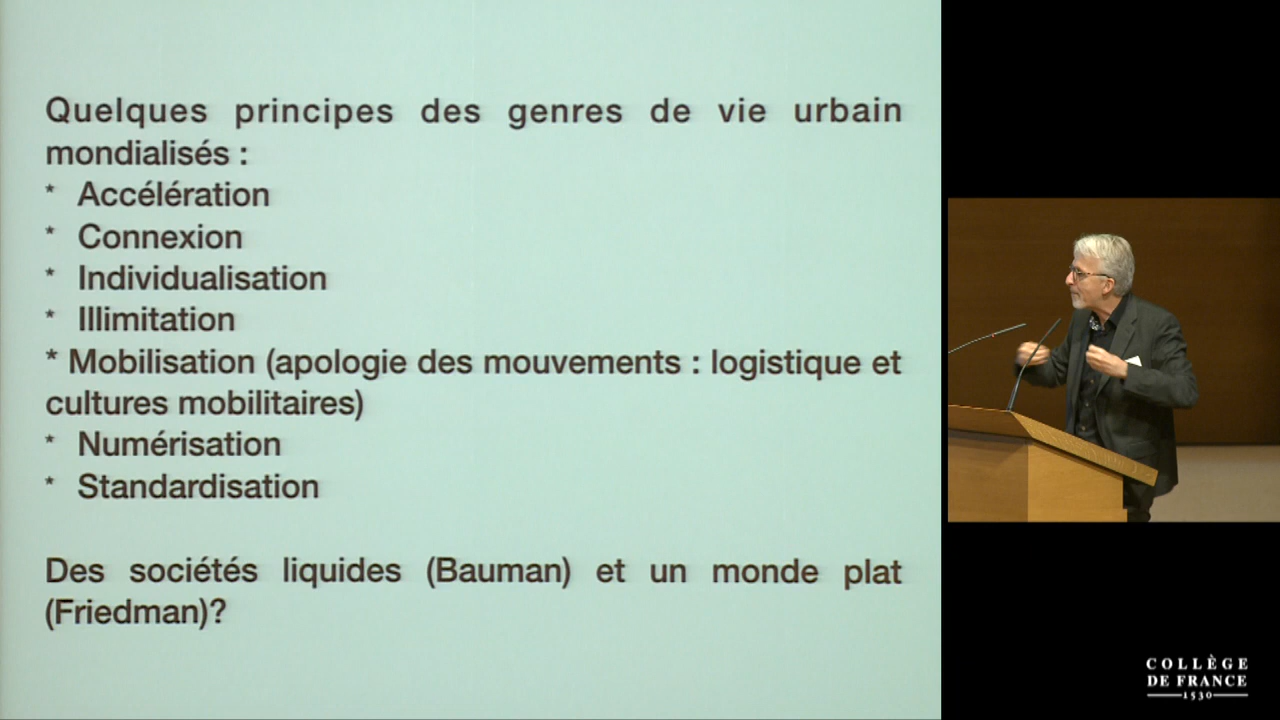 Quelques principes des genres de vie urbain
mondialisés :
* Accélération
* Connexion
* Individualisation
* Illimitation
* Mobilisation (apologie des mouvements : logistique et
cultures mobilitaires)
* Numérisation
* Standardisation
Des sociétés liquides (Bauman) et un monde plat
(Friedman)?
COLLÈGE
DE FRANCE
1530